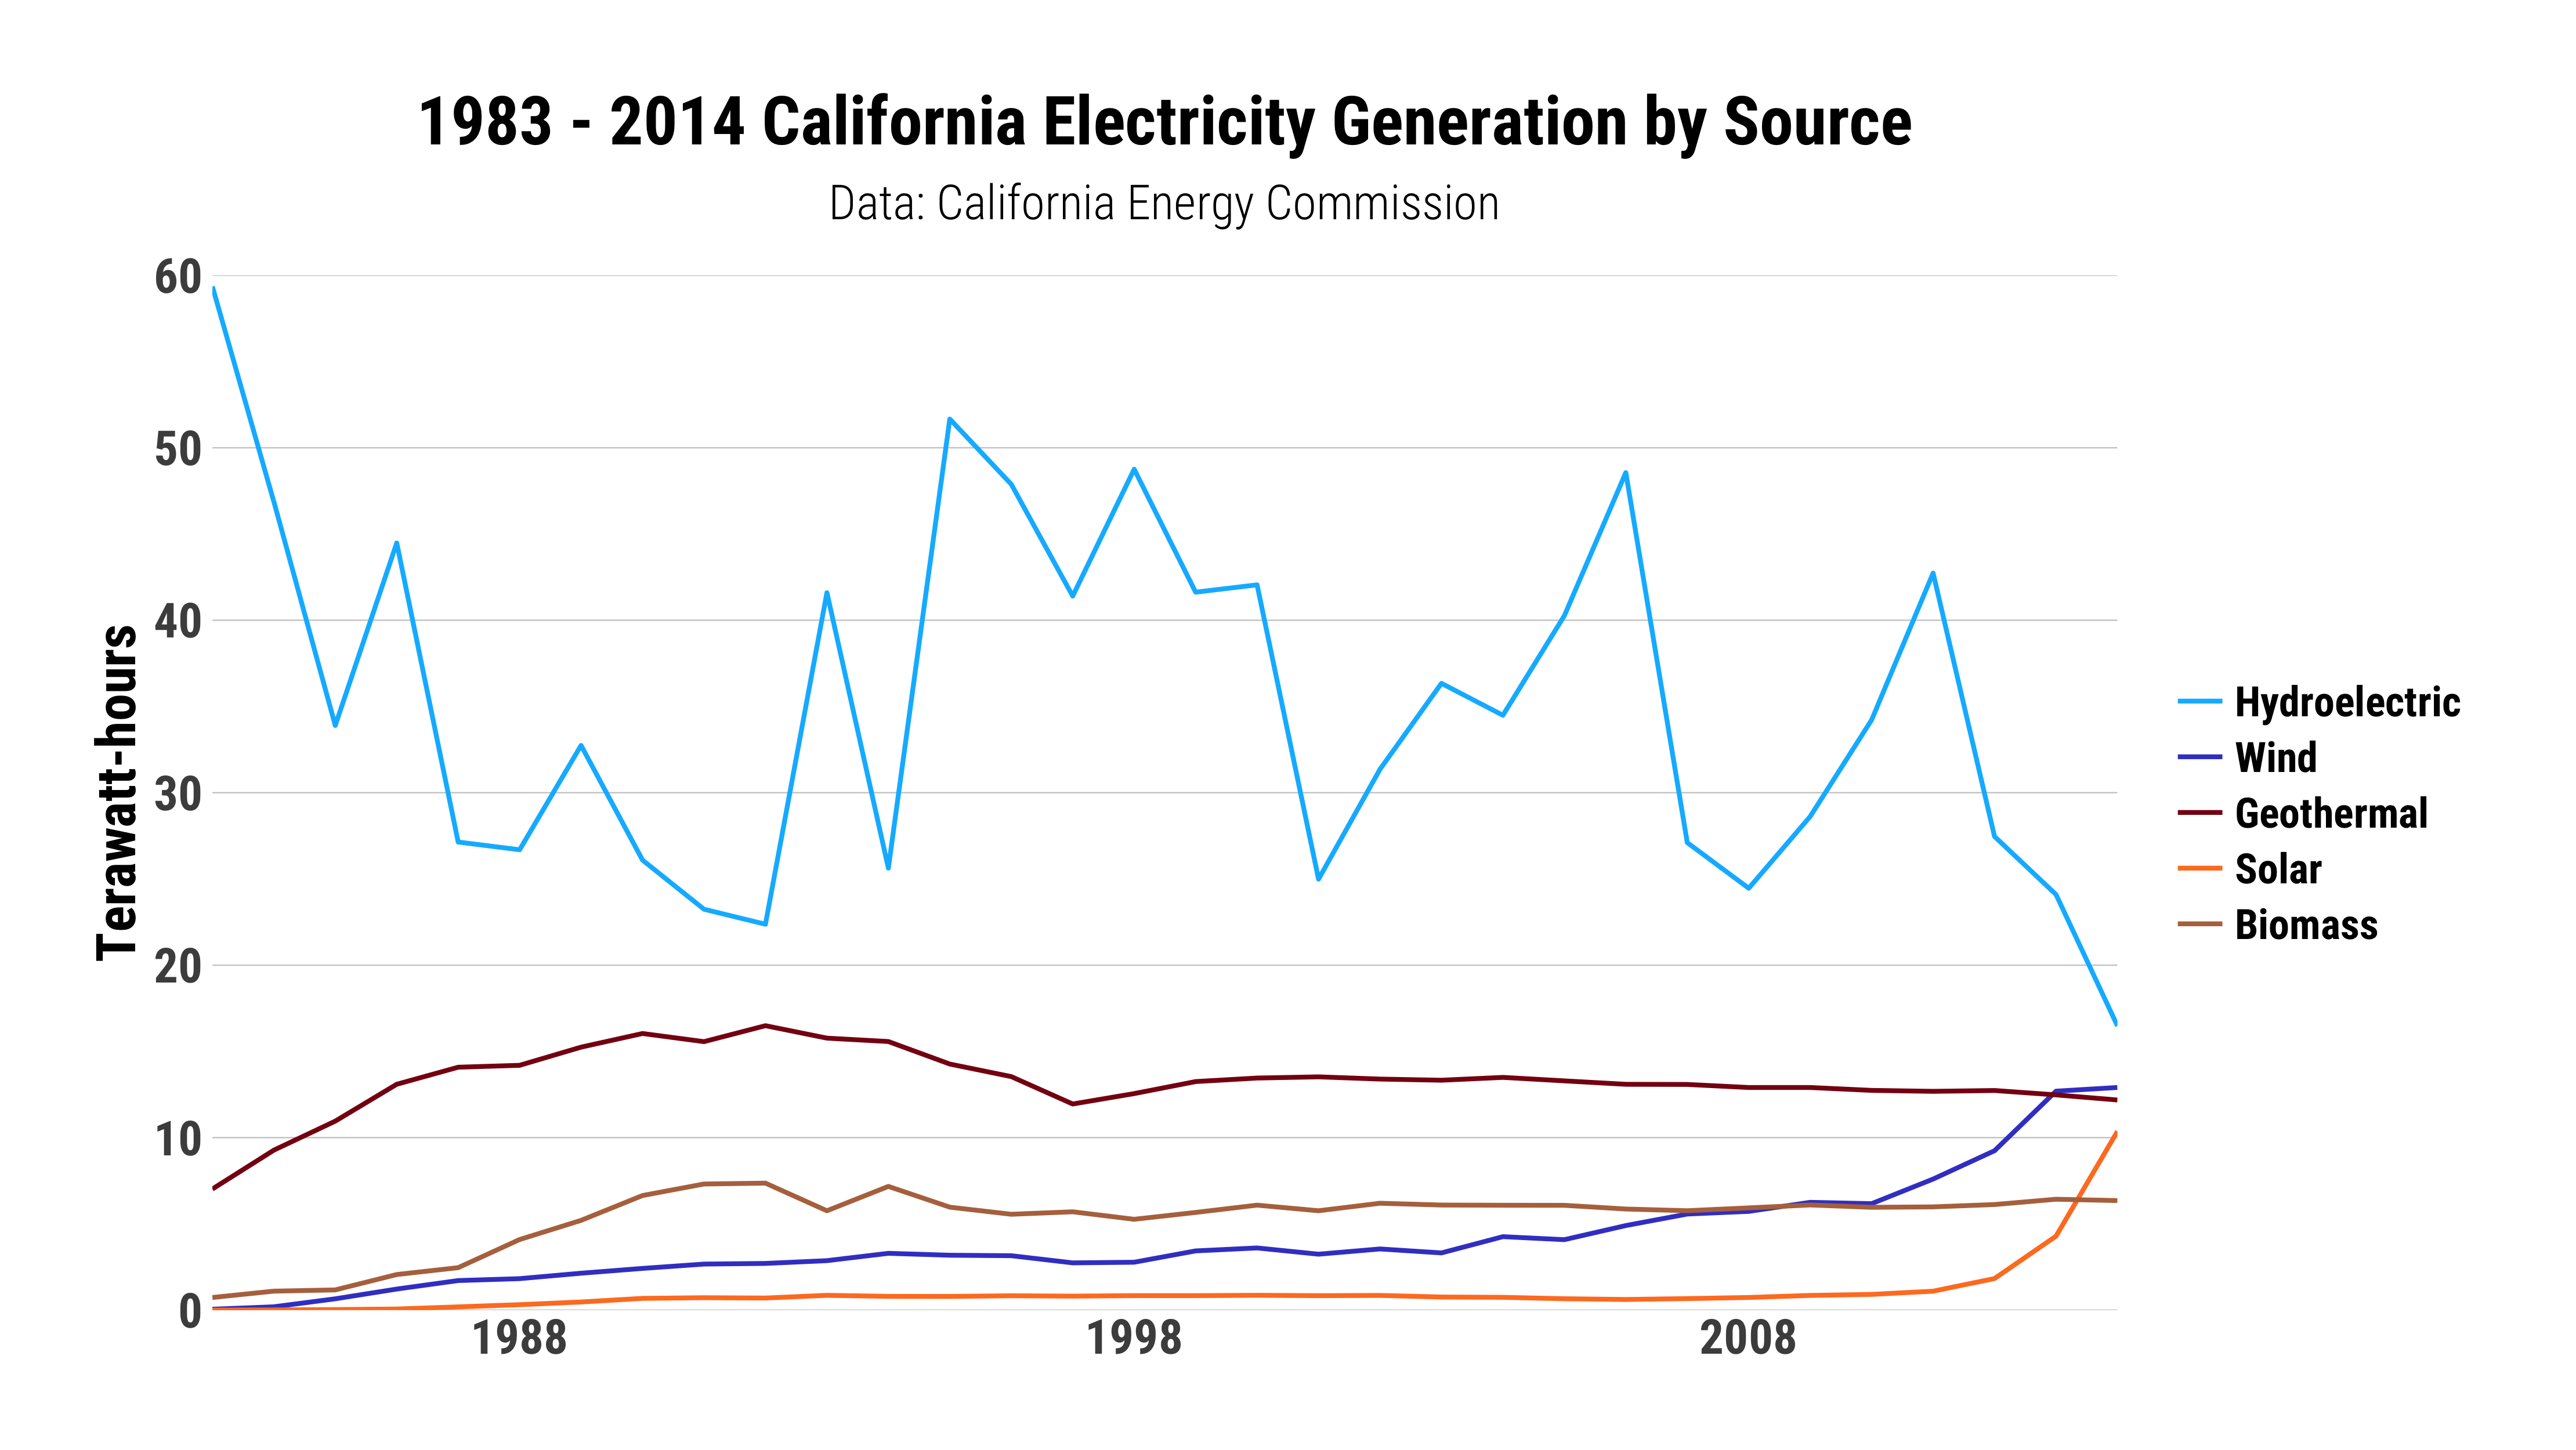 1983 - 2014 California Electricity Generation by Source
Data: California Energy Commission
Terawatt-hours
60
50
40
30
20
10
0
1988
1998
2008
Hydroelectric
Wind
Geothermal
Solar
Biomass